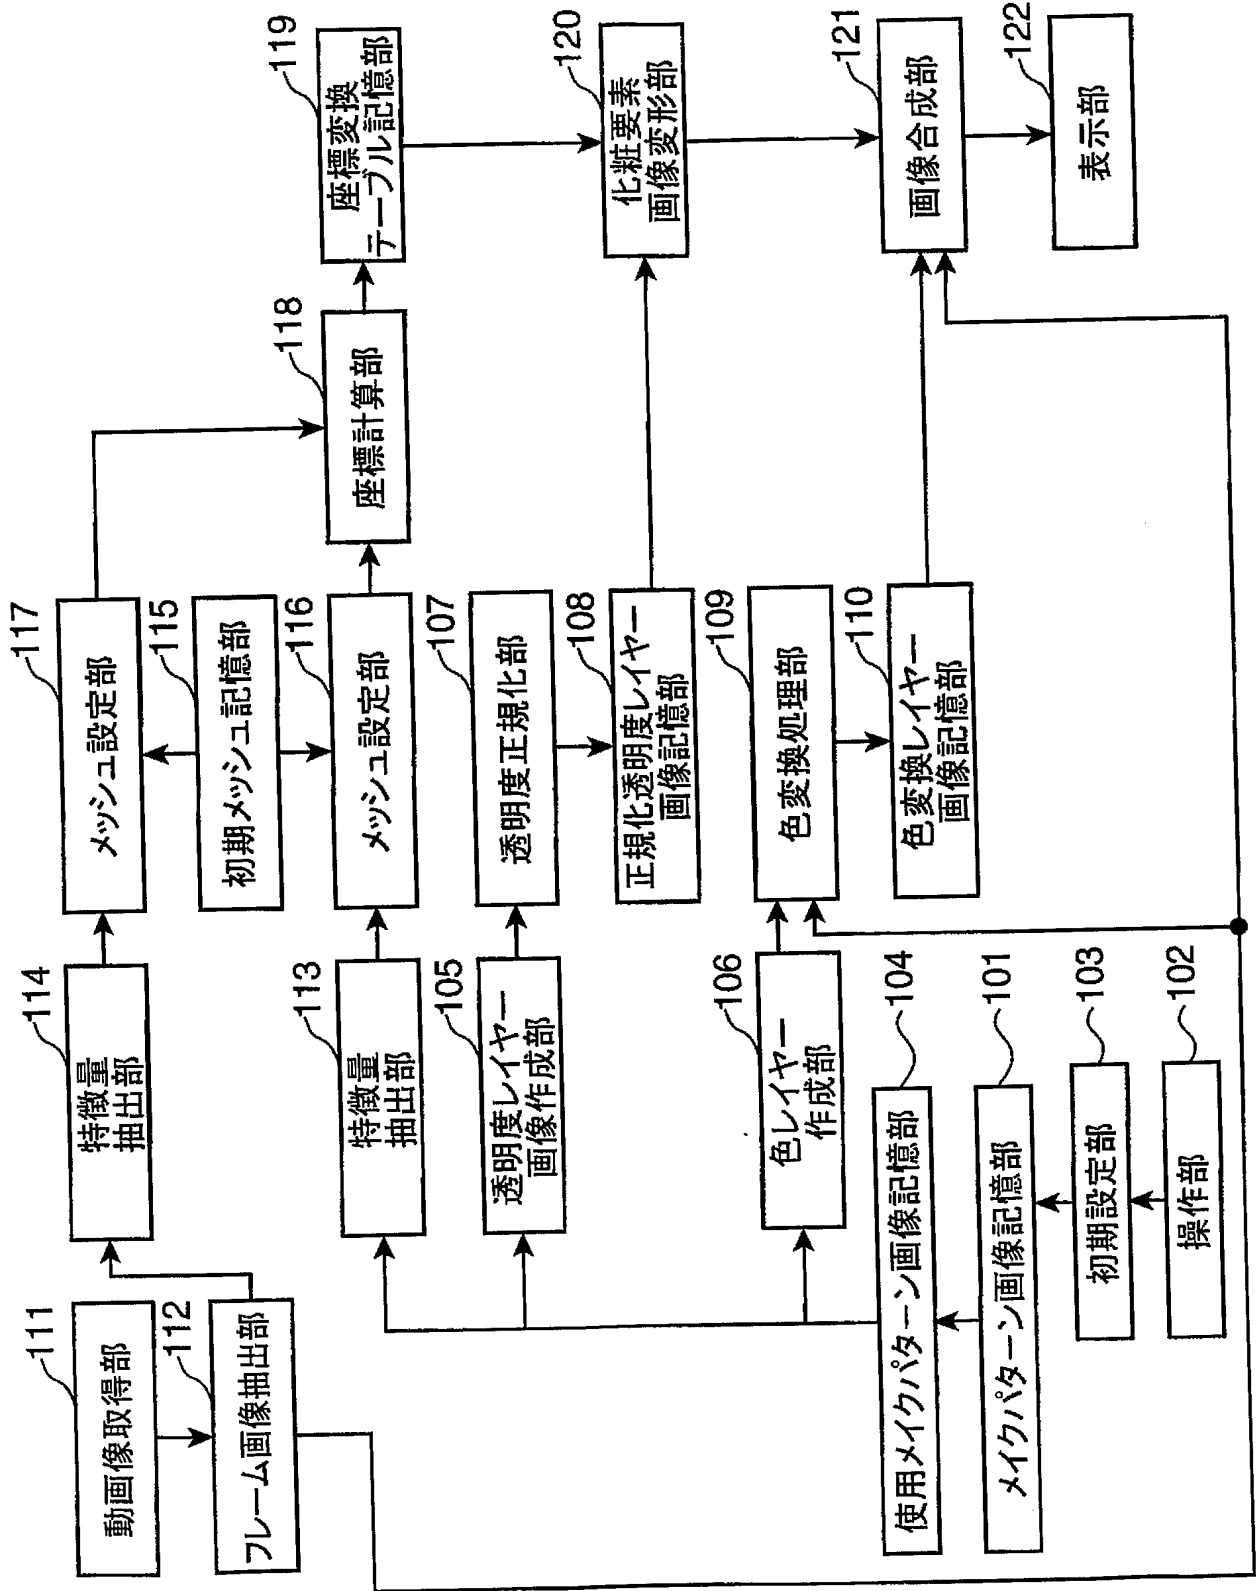 111
動画像取得部
112
フレーム画像抽出部
114
特徴量
抽出部
117
メッシュ設定部
115
初期メッシュ記憶部
113
特徴量
抽出部
116
メッシュ設定部
118
座標計算部
119
座標変換
テーブル記憶部
105
透明度レイヤー
画像作成部
107
透明度正規化部
108
正規化透明度レイヤー
画像記憶部
120
化粧要素
画像変形部
106
色レイヤー
作成部
109
色変換処理部
110
色変換レイヤー
画像記憶部
121
画像合成部
122
表示部
104
使用メイクパターン画像記憶部
101
メイクパターン画像記憶部
103
初期設定部
102
操作部